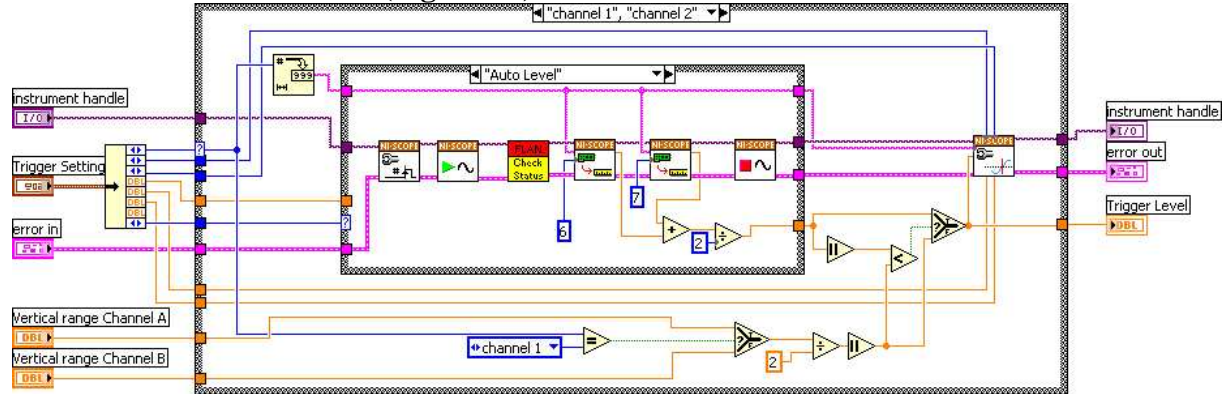 "channel 1", "channel 2"
# 999
"Auto Level"
instrument handle
I/O
instrument handle
I/O
NI-SCOPE
#
NI-SCOPE
FLAN
Check
Status
NI-SCOPE
NI-SCOPE
NI-SCOPE
NI-SCOPE
error out
?
Trigger Setting
DBL
DBL
DBL
DBL
7
?
Trigger Level
DBL
6
error in
+
2
÷
?
T
F
||
<
Vertical range Channel A
DBL
channel 1
=
?
T
F
÷
||
2
Vertical range Channel B
DBL